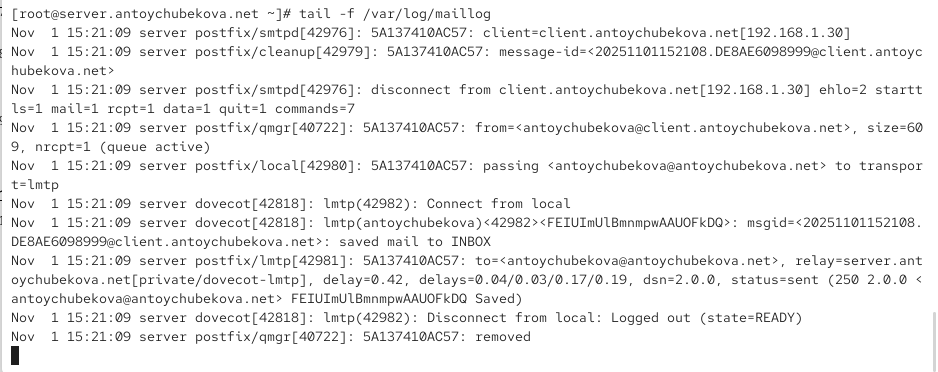 [root@server.antoychubekova.net ~]# tail -f /var/log/maillog
Nov  1 15:21:09 server postfix/smtpd[42976]: 5A137410AC57: client=client.antoychubekova.net[192.168.1.30]
Nov  1 15:21:09 server postfix/cleanup[42979]: 5A137410AC57: message-id=<20251101152108.DE8AE6098999@client.antoyc
hubekova.net>
Nov  1 15:21:09 server postfix/smtpd[42976]: disconnect from client.antoychubekova.net[192.168.1.30] ehlo=2 startt
ls=1 mail=1 rcpt=1 data=1 quit=1 commands=7
Nov  1 15:21:09 server postfix/qmgr[40722]: 5A137410AC57: from=<antoychubekova@client.antoychubekova.net>, size=60
9, nrcpt=1 (queue active)
Nov  1 15:21:09 server postfix/local[42980]: 5A137410AC57: passing <antoychubekova@antoychubekova.net> to transpor
t=lmtp
Nov  1 15:21:09 server dovecot[42818]: lmtp(42982): Connect from local
Nov  1 15:21:09 server dovecot[42818]: lmtp(antoychubekova)<42982><FEIUImUlBmnmpwAAUOFkDQ>: msgid=<20251101152108.
DE8AE6098999@client.antoychubekova.net>: saved mail to INBOX
Nov  1 15:21:09 server postfix/lmtp[42981]: 5A137410AC57: to=<antoychubekova@antoychubekova.net>, relay=server.ant
oychubekova.net[private/dovecot-lmtp], delay=0.42, delays=0.04/0.03/0.17/0.19, dsn=2.0.0, status=sent (250 2.0.0 <
antoychubekova@antoychubekova.net> FEIUImUlBmnmpwAAUOFkDQ Saved)
Nov  1 15:21:09 server dovecot[42818]: lmtp(42982): Disconnect from local: Logged out (state=READY)
Nov  1 15:21:09 server postfix/qmgr[40722]: 5A137410AC57: removed